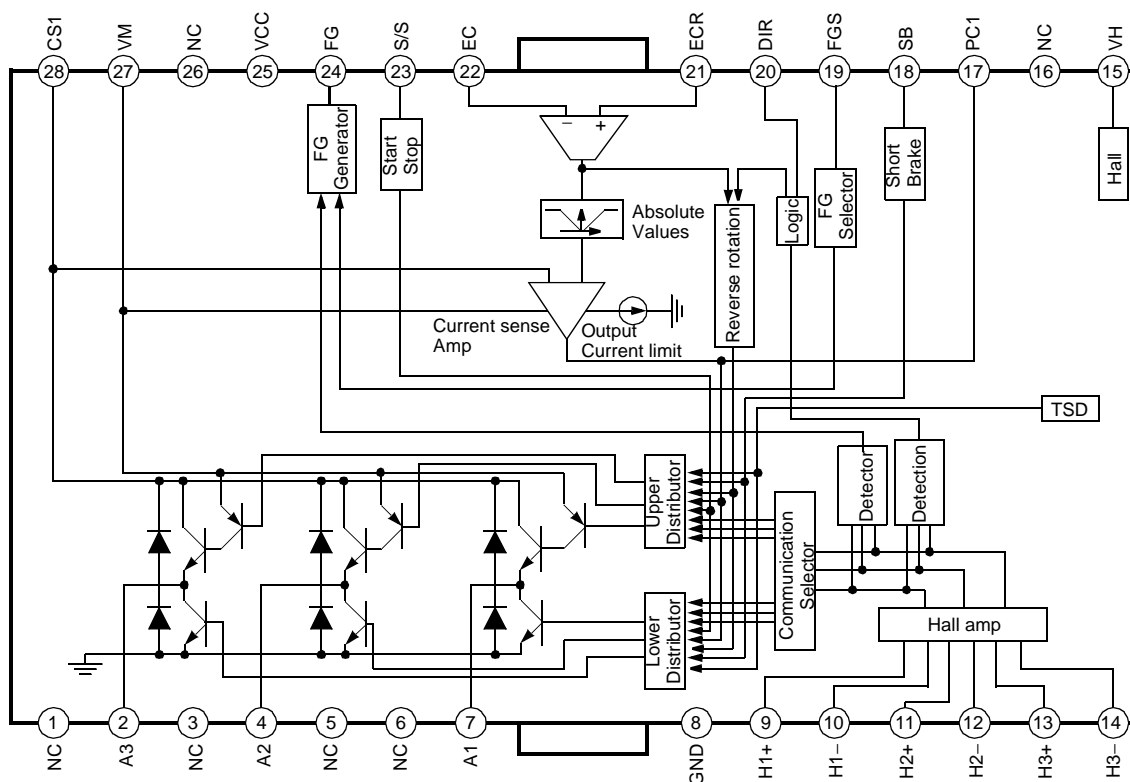 CS1
VM
NC
VCC
FG
S/S
EC
ECR
DIR
FGS
SB
PC1
NC
VH
28
27
26
25
24
23
22
21
20
19
18
17
16
15
FG
Generator
Start
Stop
− +
Absolute
Values
Reverse rotation
Logic
FG
Selector
Short
Brake
Hall
Current sense
Amp
Output
Current limit
TSD
Upper
Distributor
Detector
Detection
Communication
Selector
Lower
Distributor
Hall amp
1
2
3
4
5
6
7
8
9
10
11
12
13
14
NC
A3
NC
A2
NC
NC
A1
GND
H1+
H1−
H2+
H2−
H3+
H3−